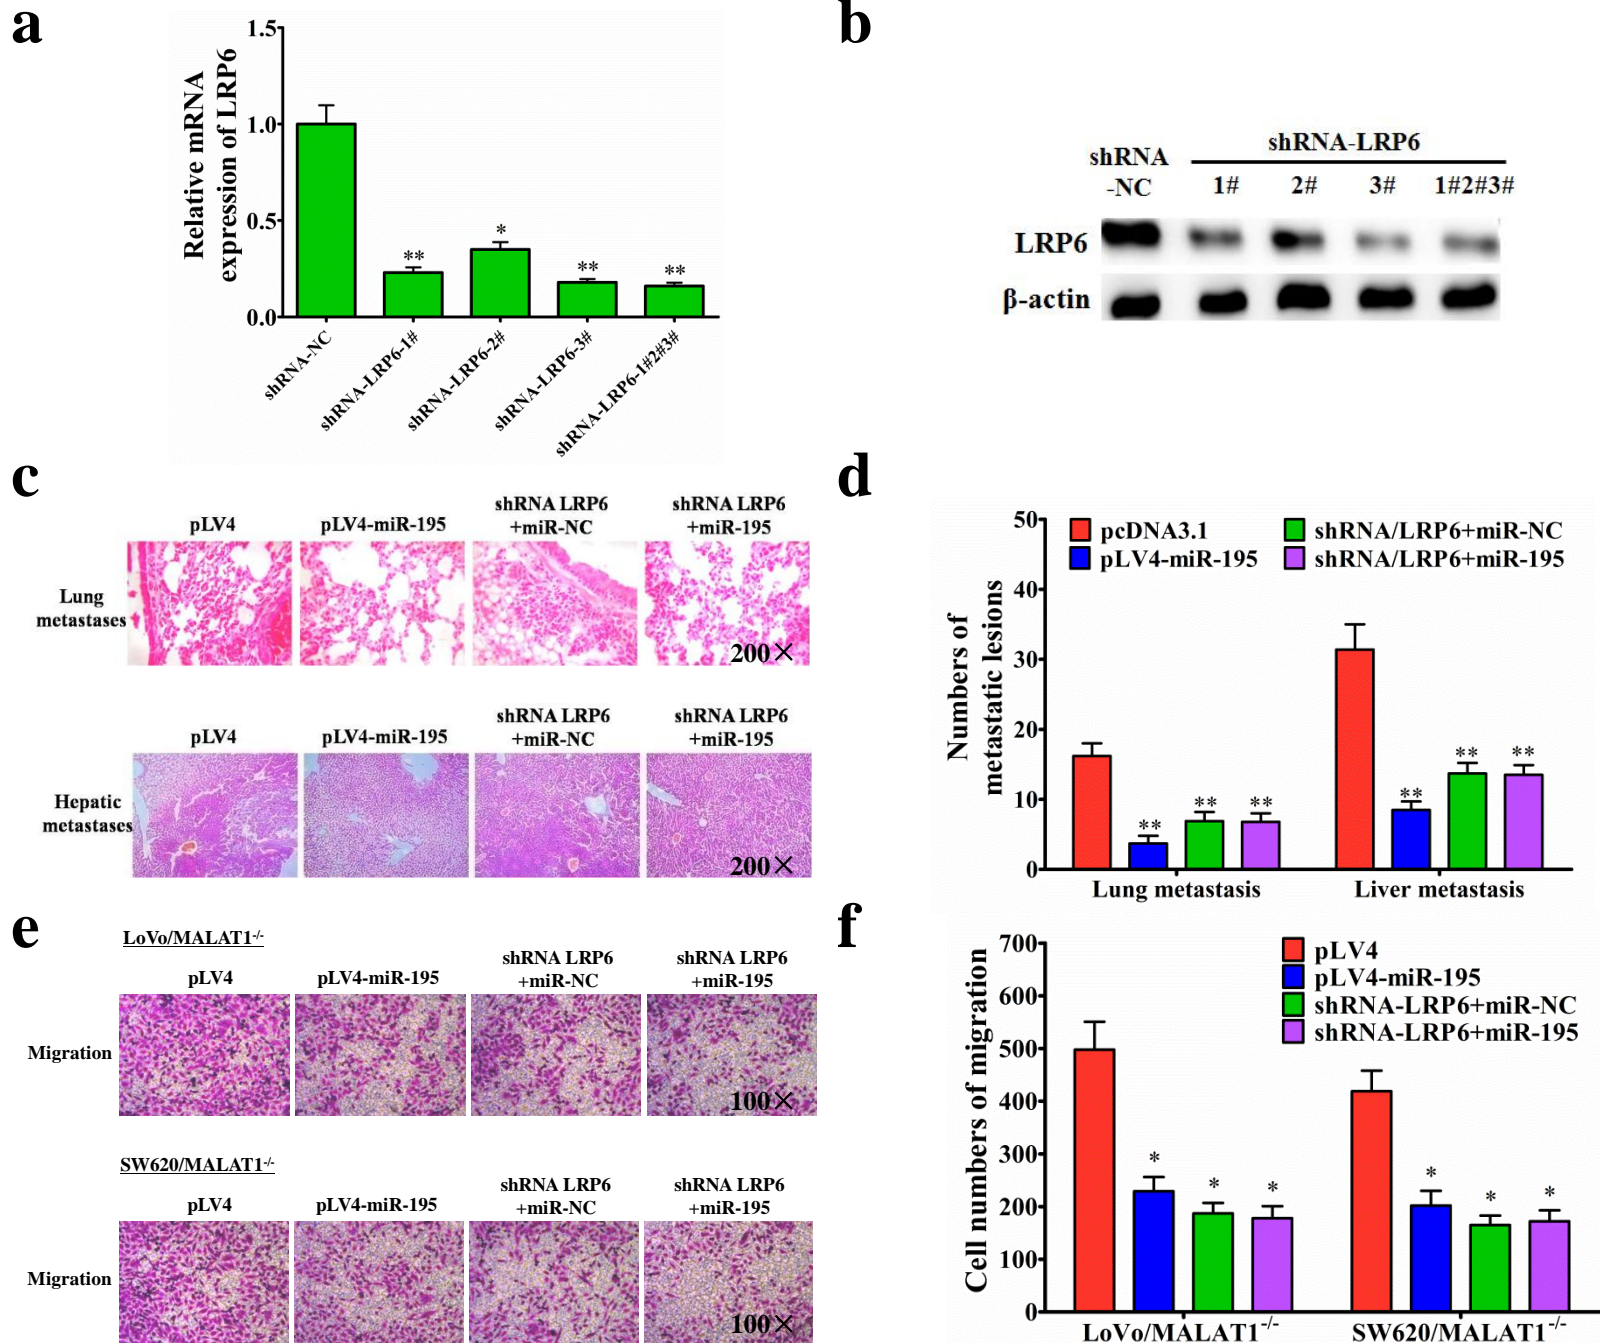 a
1.5
1.0
0.5
0.0
Relative mRNA
expression of LRP6
**
*
**
**
shRNA-NC
shRNA-LRP6-1#
shRNA-LRP6-2#
shRNA-LRP6-3#
shRNA-LRP6-1#2#3#
b
shRNA
-NC
shRNA-LRP6
1# 2# 3# 1#2#3#
LRP6
β-actin
c
pLV4
pLV4-miR-195
shRNA LRP6
+miR-NC
shRNA LRP6
+miR-195
Lung
metastases
200×
pLV4
pLV4-miR-195
shRNA LRP6
+miR-NC
shRNA LRP6
+miR-195
Hepatic
metastases
200×
d
50
40
30
20
10
0
Numbers of
metastatic lesions
pcDNA3.1
pLV4-miR-195
shRNA/LRP6+miR-NC
shRNA/LRP6+miR-195
**
**
**
**
**
**
Lung metastasis
Liver metastasis
e
LoVo/MALAT1-/-
pLV4
pLV4-miR-195
shRNA LRP6
+miR-NC
shRNA LRP6
+miR-195
Migration
100×
SW620/MALAT1-/-
pLV4
pLV4-miR-195
shRNA LRP6
+miR-NC
shRNA LRP6
+miR-195
Migration
100×
f
700
600
500
400
300
200
100
0
Cell numbers of migration
pLV4
pLV4-miR-195
shRNA-LRP6+miR-NC
shRNA-LRP6+miR-195
*
*
*
*
*
*
LoVo/MALAT1-/-
SW620/MALAT1-/-